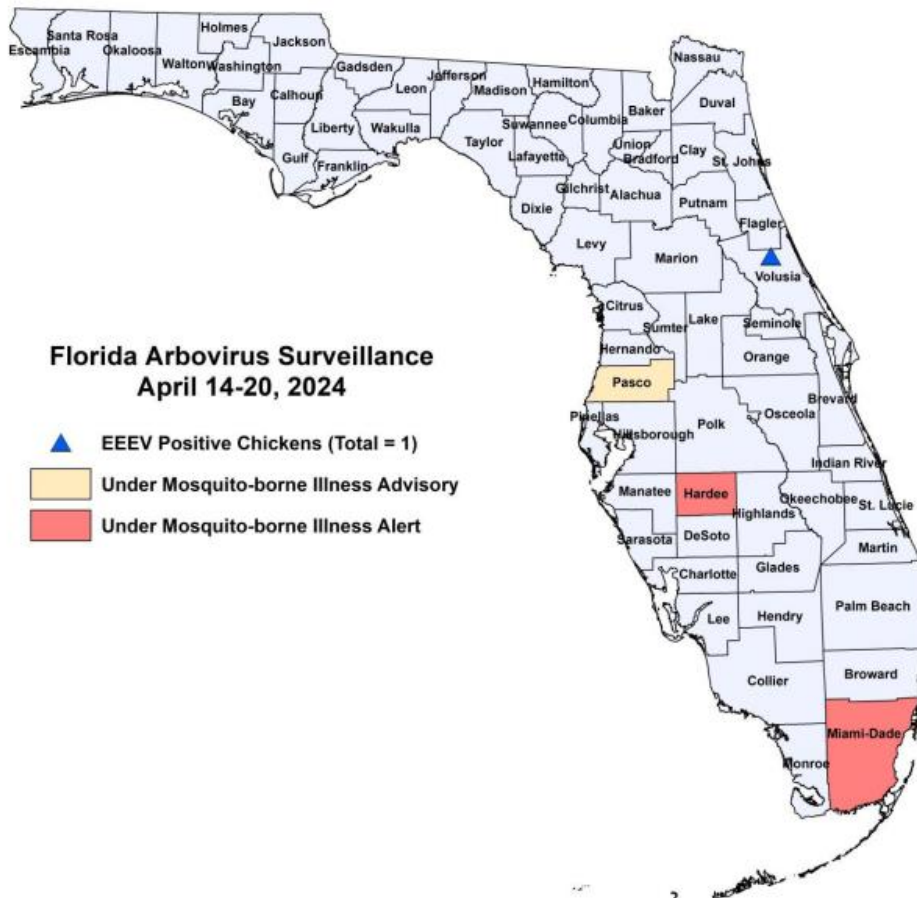 Holmes
Santa Rosa
Jackson
Escambia
Okaloosa
Walton
Washington
Gadsden
Nassau
Jefferson
Hamilton
Leon
Madison
Bay
Calhoun
Baker
Duval
Columbia
Liberty
Wakulla
Suwannee
Taylor
Union
Clay
Gulf
Franklin
Lafayette
Bradford
St. Johns
Gilchrist
Alachua
Putnam
Dixie
Flagler
Levy
Marion
Volusia
Citrus
Lake
Sumter
Seminole
Hernando
Orange
Florida Arbovirus Surveillance
April 14-20, 2024
Pasco
Brevard
Osceola
Pinellas
Polk
Hillsborough
EEEV Positive Chickens (Total = 1)
Indian River
Under Mosquito-borne Illness Advisory
Manatee
Hardee
Okeechobee
St. Lucie
Highlands
Under Mosquito-borne Illness Alert
Sarasota
DeSoto
Martin
Charlotte
Glades
Palm Beach
Lee
Hendry
Broward
Collier
Miami-Dade
Monroe